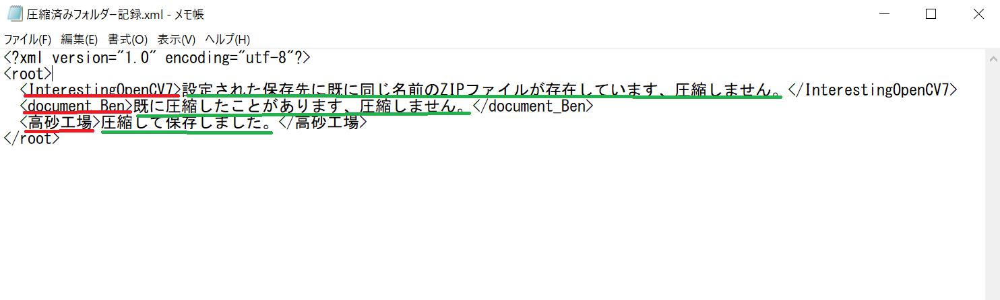 圧縮済みフォルダー記録.xml - メモ帳
ファイル(F) 編集(E) 書式(O) 表示(V) ヘルプ(H)
<?xml version="1.0" encoding="utf-8"?>
<root>
<InterestingOpenCV7>設定された保存先に既に同じ名前のZIPファイルが存在しています、圧縮しません。</InterestingOpenCV7>
<document_Ben>既に圧縮したことがあります、圧縮しません。</document_Ben>
<高砂工場>圧縮して保存しました。</高砂工場>
</root>